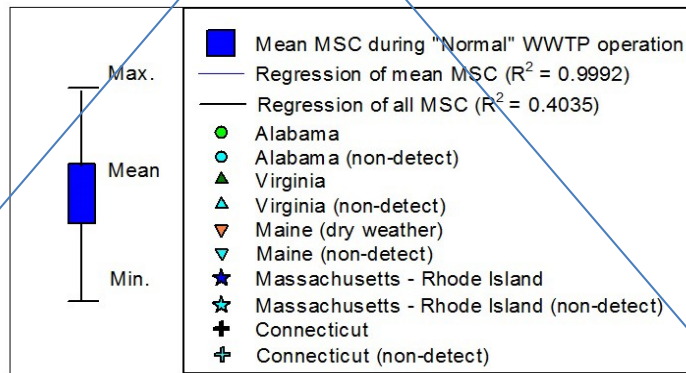 Max.
Mean
Min.
Mean MSC during "Normal" WWTP operation
Regression of mean MSC (R² = 0.9992)
Regression of all MSC (R² = 0.4035)
Alabama
Alabama (non-detect)
Virginia
Virginia (non-detect)
Maine (dry weather)
Maine (non-detect)
Massachusetts - Rhode Island
Massachusetts - Rhode Island (non-detect)
Connecticut
Connecticut (non-detect)